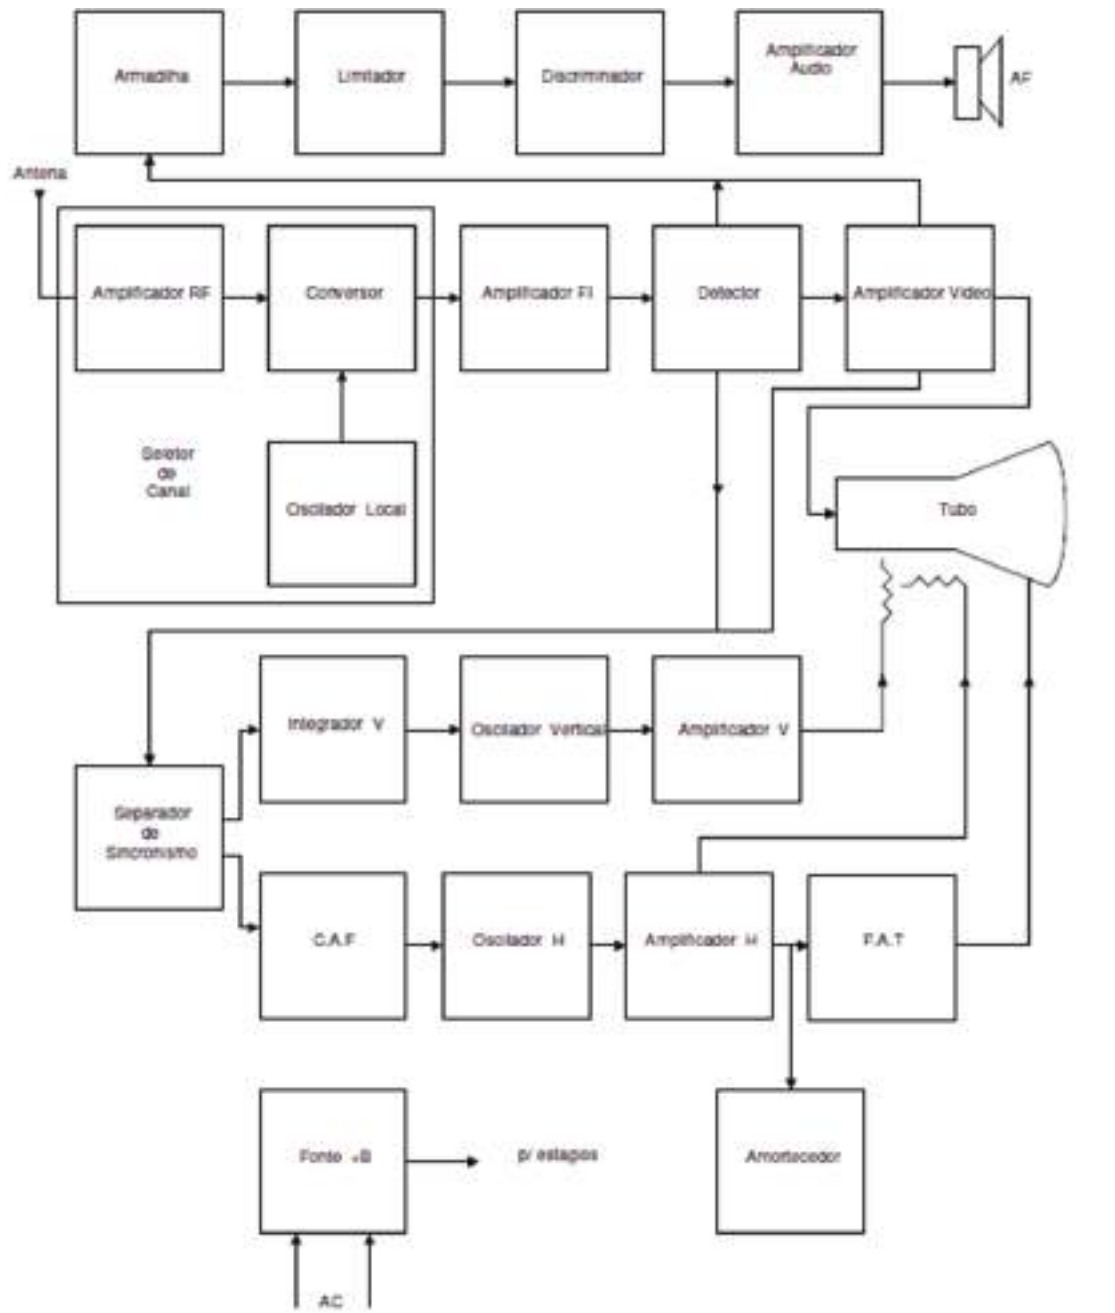 Armadilha
Limitador
Discriminador
Amplificador
Audio
AF
Antena
Amplificador RF
Conversor
Amplificador FI
Detector
Amplificador Video
Seletor
de
Canal
Oscilador Local
Tubo
Integrador V
Oscilador Vertical
Amplificador V
Separador
de
Sincronismo
C.A.F
Oscilador H
Amplificador H
F.A.T
Fonte +B
p/ estagios
Amortecedor
AC